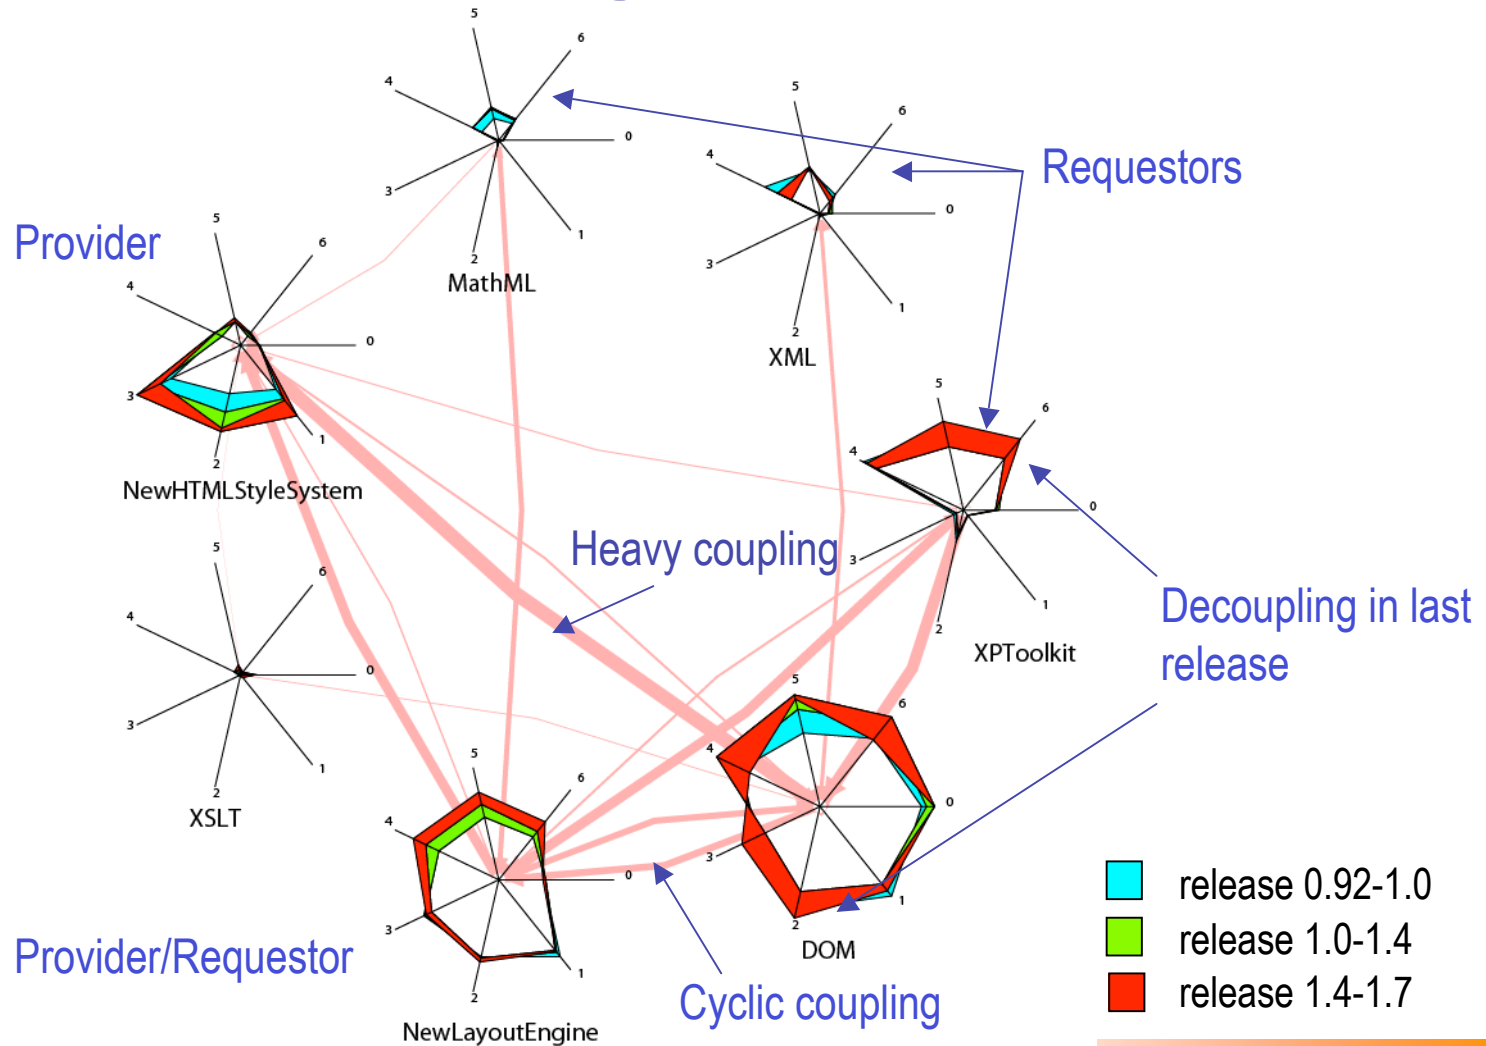 5
6
4
0
3
1
2
MathML
5
6
4
0
3
1
2
XML
Requestors
Provider
5
6
4
0
3
1
2
NewHTMLStyleSystem
5
6
4
0
3
1
2
XPToolkit
Heavy coupling
Decoupling in last
release
5
6
4
0
3
1
2
XSLT
5
6
4
0
3
1
2
DOM
5
6
4
0
3
1
2
NewLayoutEngine
Provider/Requestor
Cyclic coupling
release 0.92-1.0
release 1.0-1.4
release 1.4-1.7